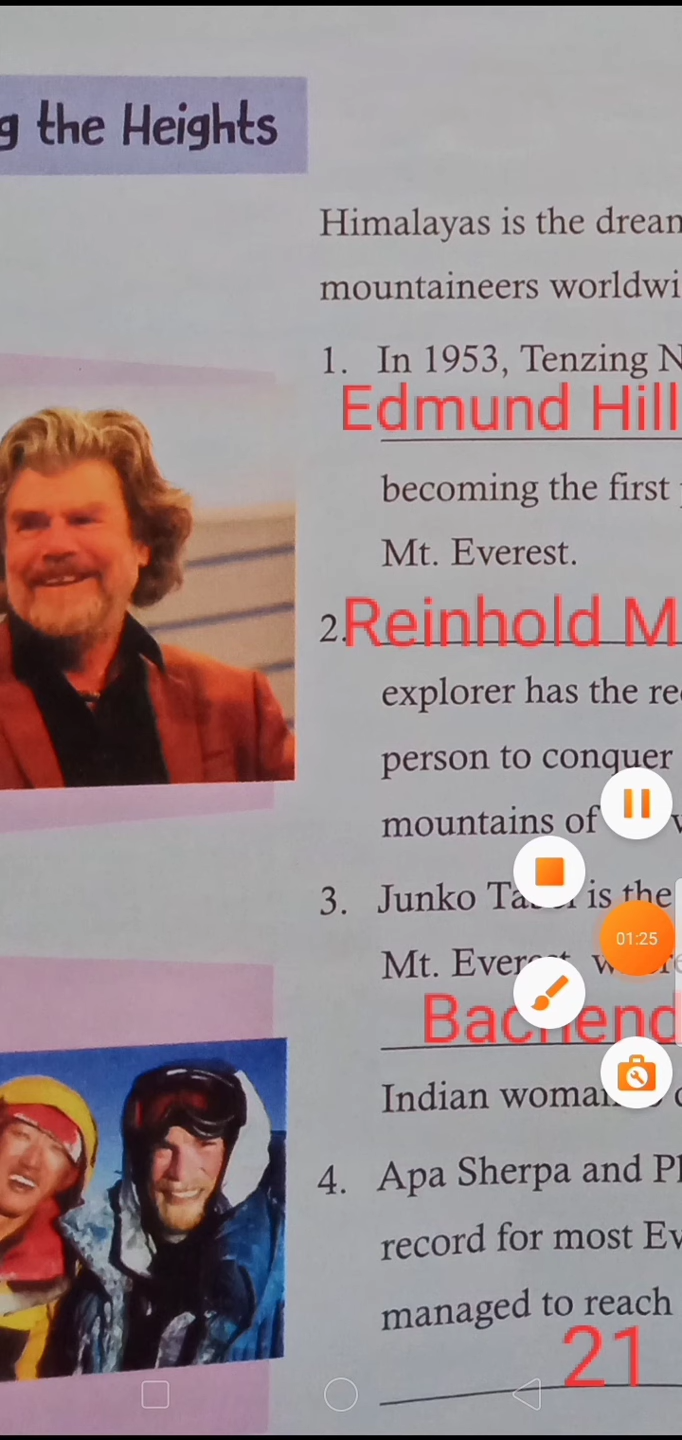 g the Heights
Himalayas is the drean
mountaineers worldwi
1. In 1953, Tenzing N
Edmund Hill
becoming the first
Mt. Everest.
2. Reinhold M
explorer has the re
person to conquer
mountains of
3. Junko Ta is the
Mt. Everest, w
01:25
Bachend
Indian woman
4. Apa Sherpa and P
record for most Ev
managed to reach
21